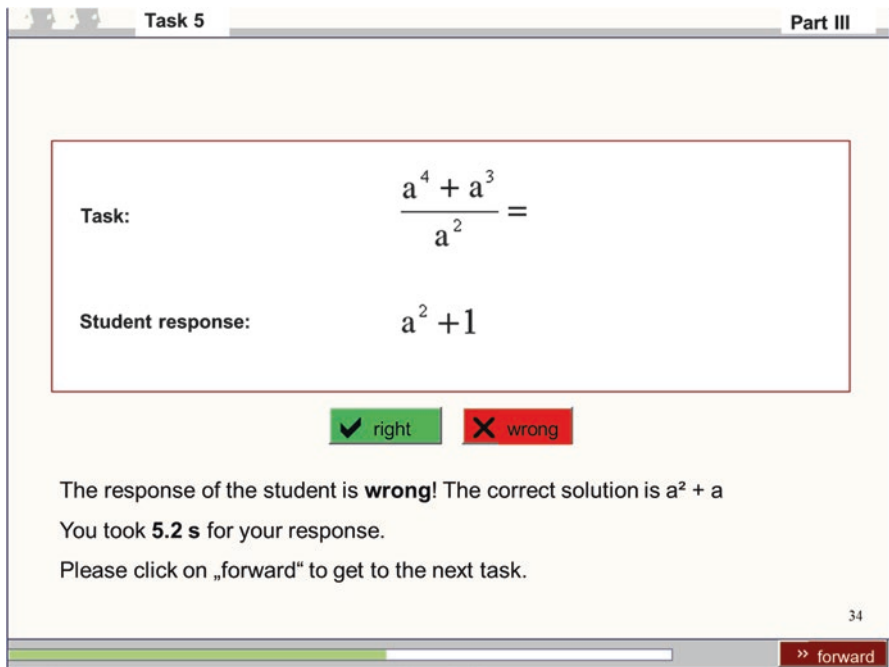 Task 5
Part III
Task:
a⁴ + a³
a²
=
Student response:
a² +1
right
wrong
The response of the student is wrong! The correct solution is a² + a
You took 5.2 s for your response.
Please click on „forward“ to get to the next task.
34
» forward